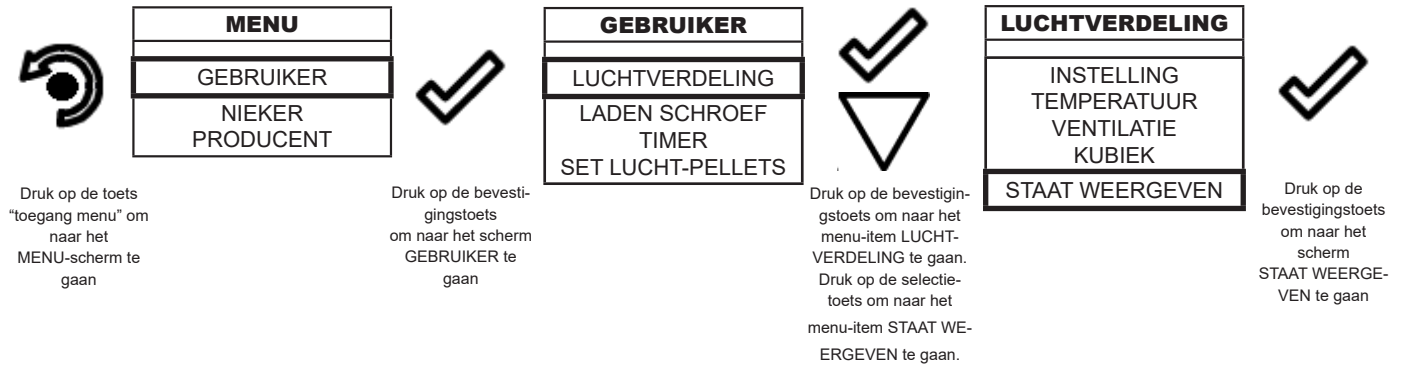 MENU
GEBRUIKER
NIEKER
PRODUCENT
Druk op de toets
“toegang menu” om
naar het
MENU-scherm te
gaan
Druk op de bevesti-
gingstoets
om naar het scherm
GEBRUIKER te
gaan
GEBRUIKER
LUCHTVERDELING
LADEN SCHROEF
TIMER
SET LUCHT-PELLETS
Druk op de bevestigin-
gstoets om naar het
menu-item LUCHT-
VERDELING te gaan.
Druk op de selectie-
toets om naar het
menu-item STAAT WE-
ERGEVEN te gaan.
LUCHTVERDELING
INSTELLING
TEMPERATUUR
VENTILATIE
KUBIEK
STAAT WEERGEVEN
Druk op de
bevestigingstoets
om naar het
scherm
STAAT WEERGE-
VEN te gaan